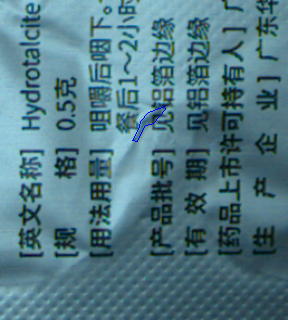 [英文名称] Hydrotalcite
[规 格] 0.5克
[用法用量] 咀嚼后咽下。
餐后1～2小时
[产品批号] 见铝箔边缘
[有 效 期] 见铝箔边缘
[药品上市许可持有人]
[生 产 企 业] 广东华